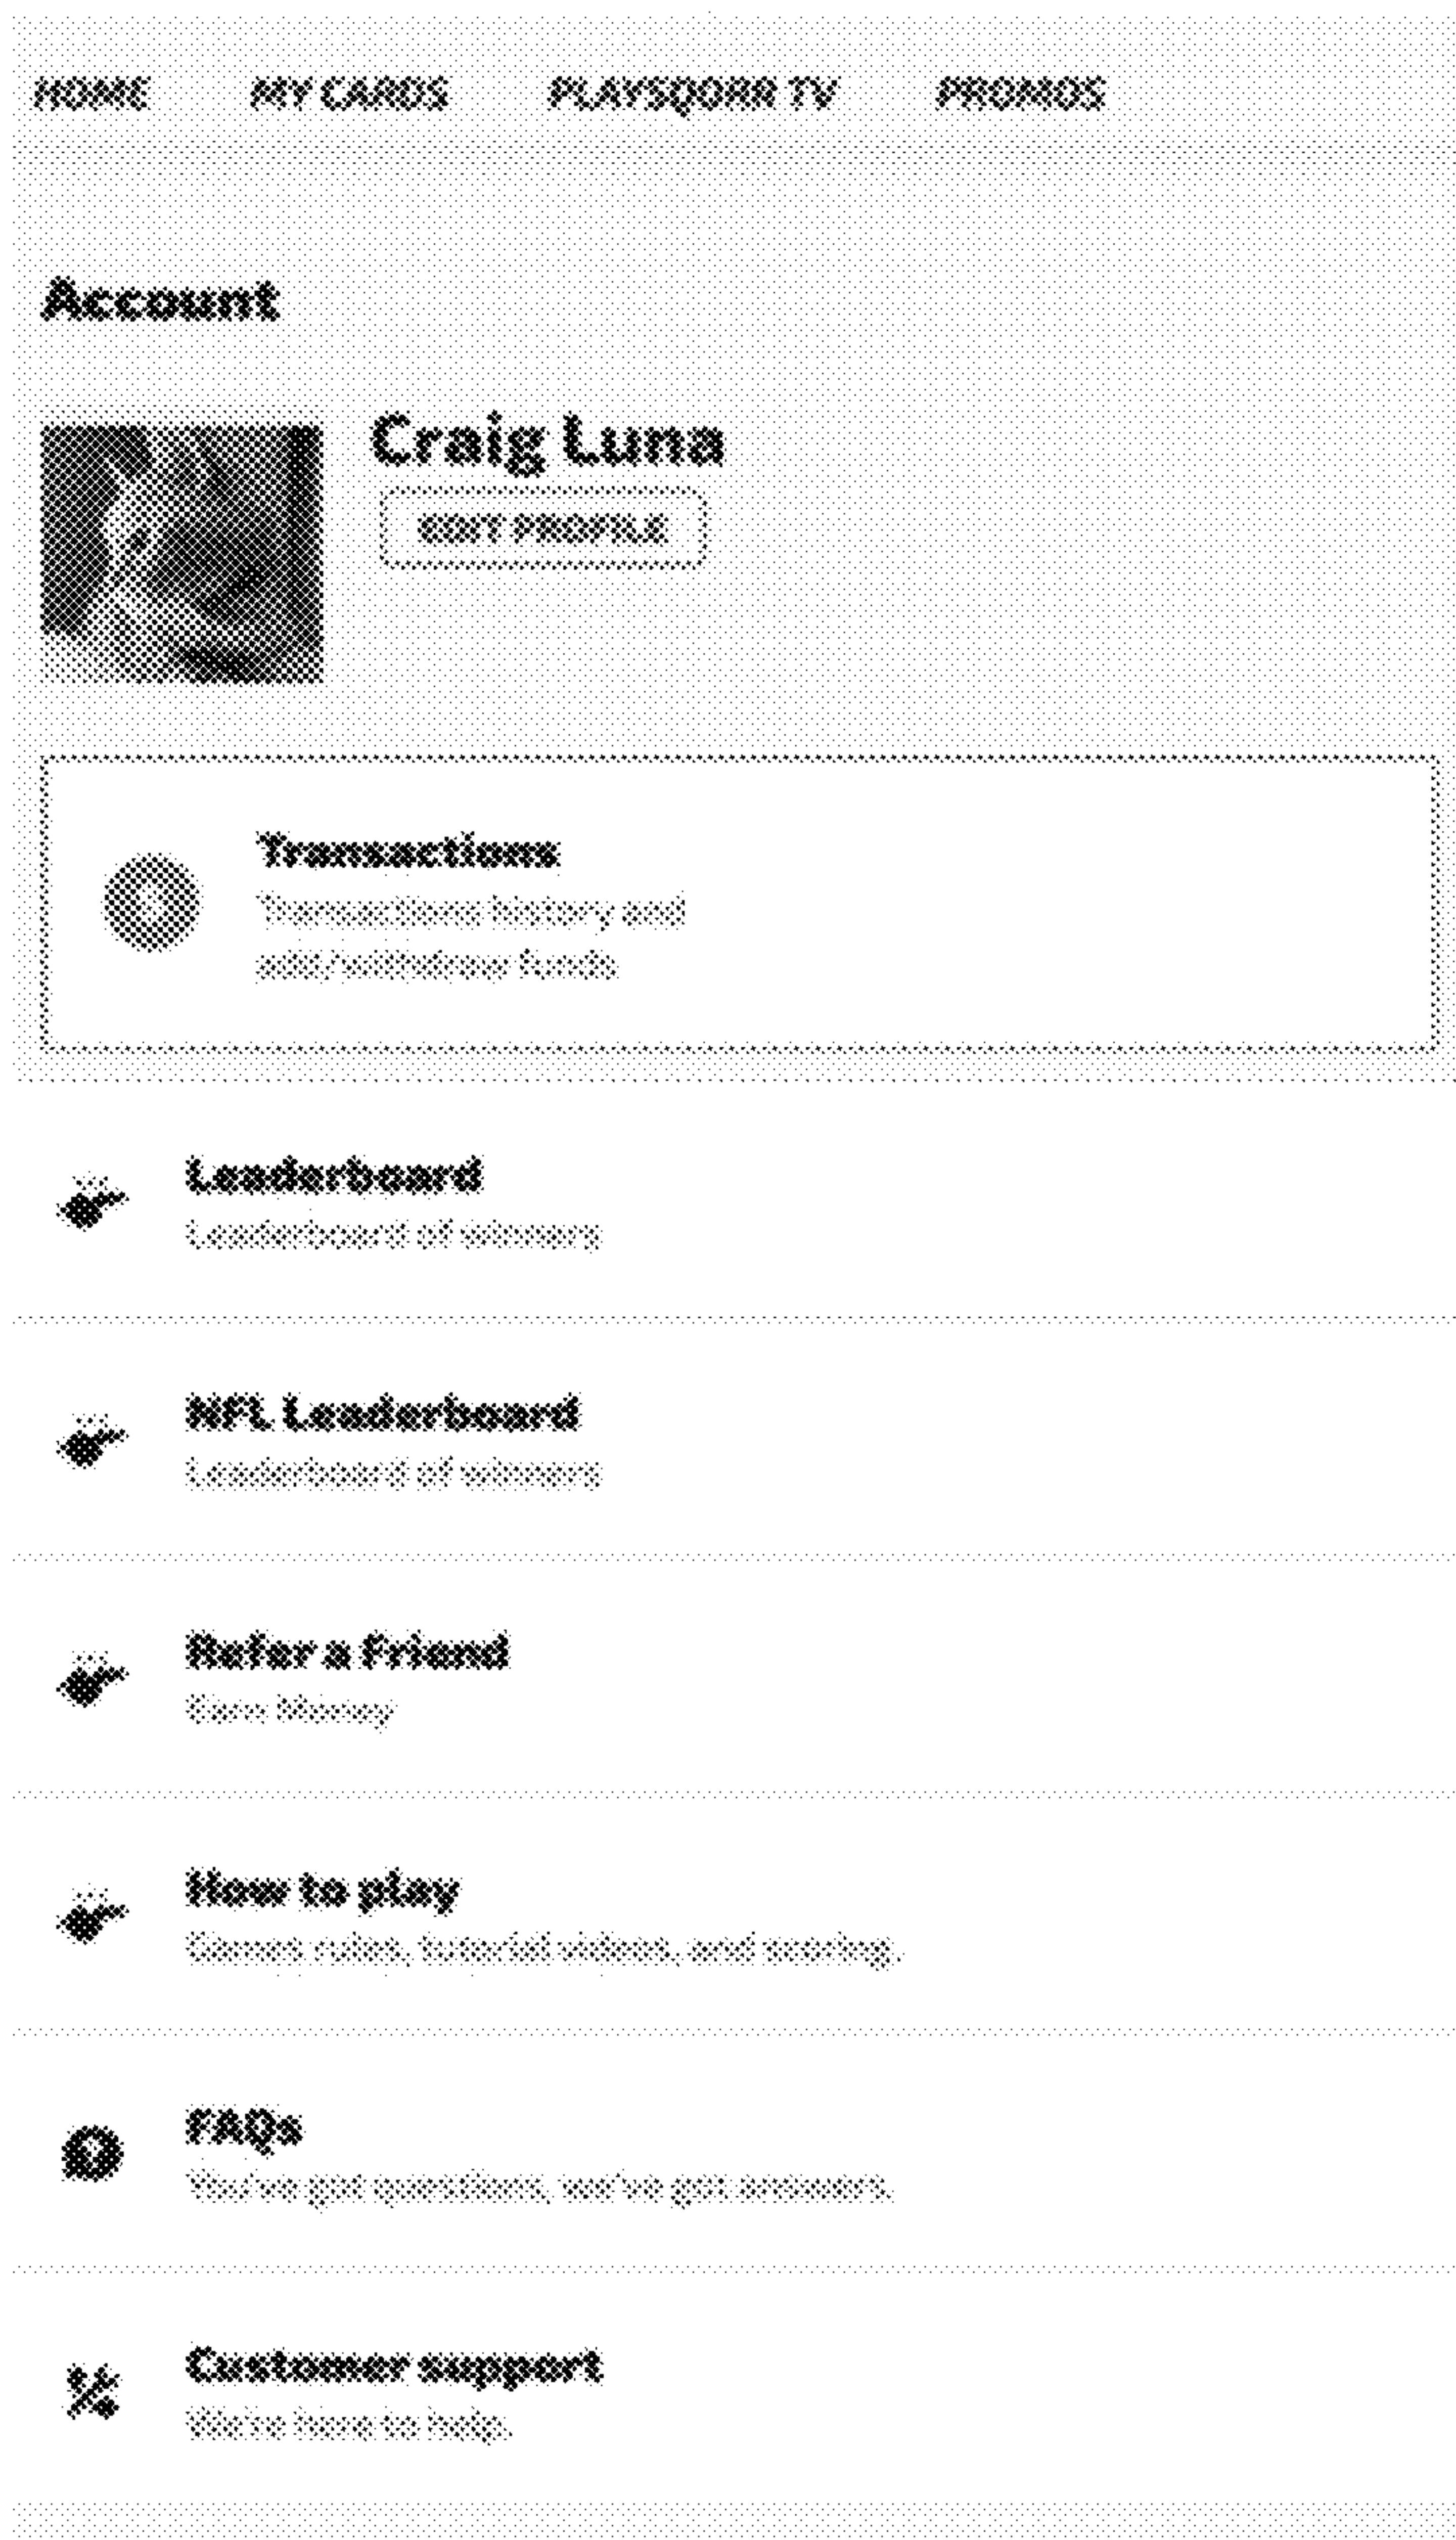 HOME MY CARDS PLAYSQORR TV PROMOS
Account
Craig Luna
EDIT PROFILE
Transactions
Transactions history and
add/withdraw funds
Leaderboard
Leaderboard of winners
NFL Leaderboard
Leaderboard of winners
Refer a Friend
Earn Money
How to play
Games rules, tutorial videos, and scoring.
FAQs
You've got questions, we've got answers.
Customer support
We're here to help.